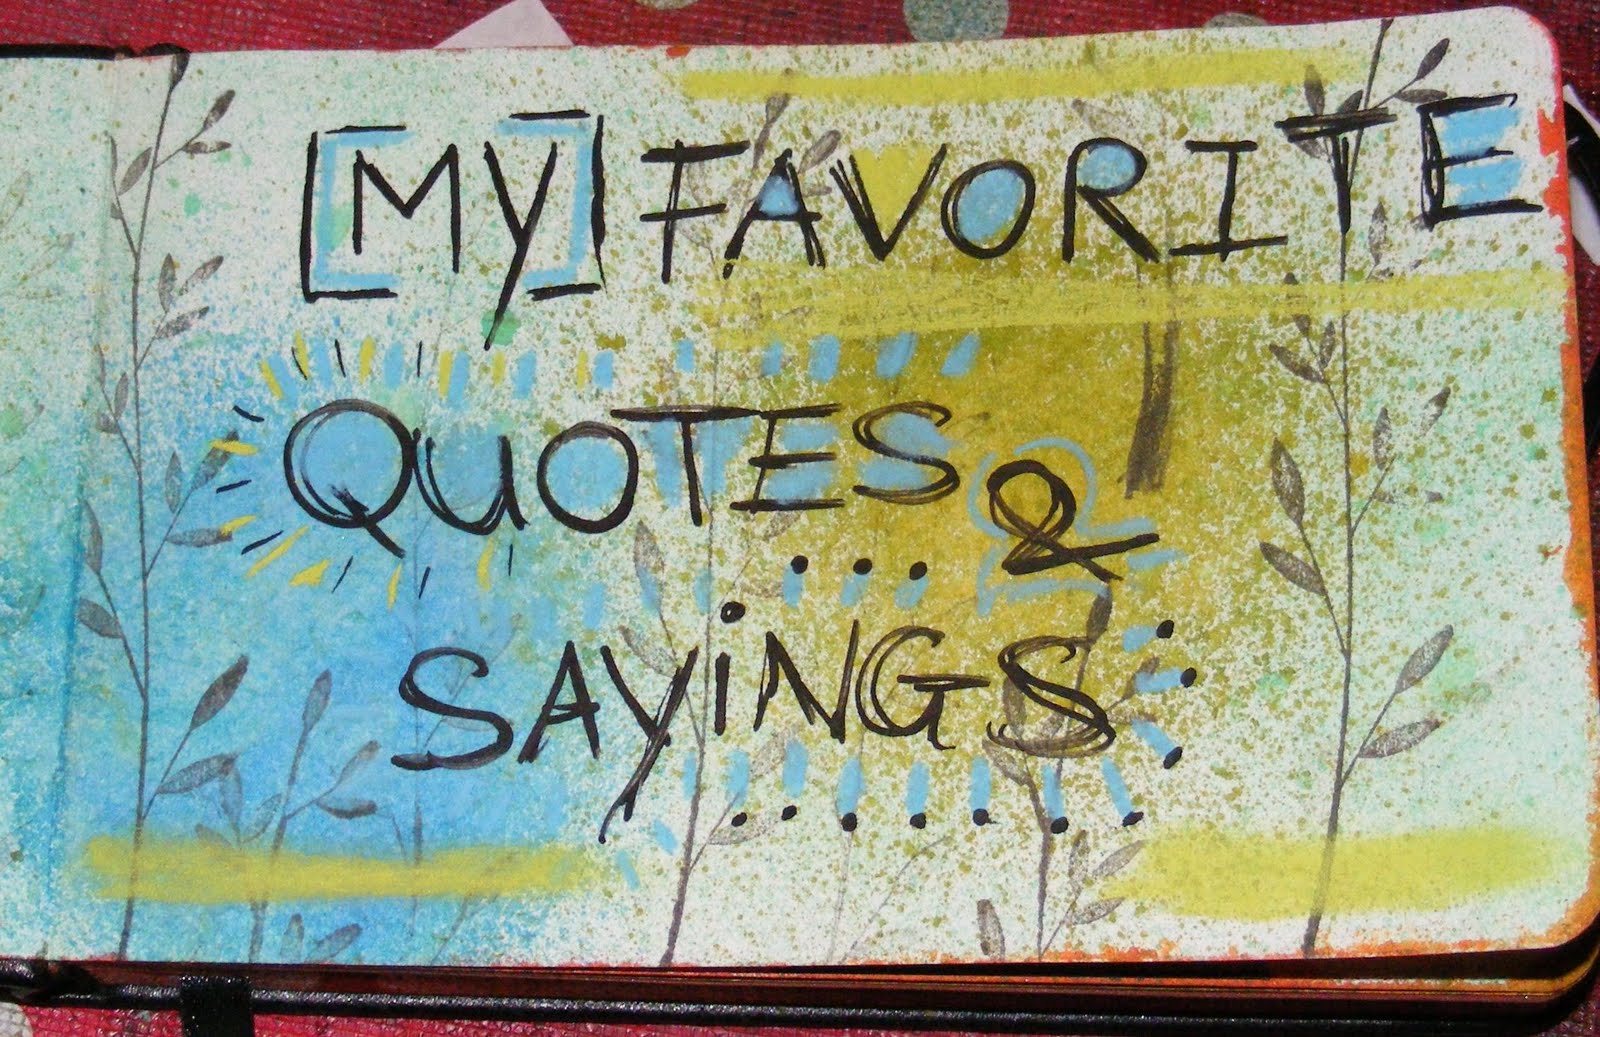 [MY] FAVORITE
QUOTES &
SAYINGS